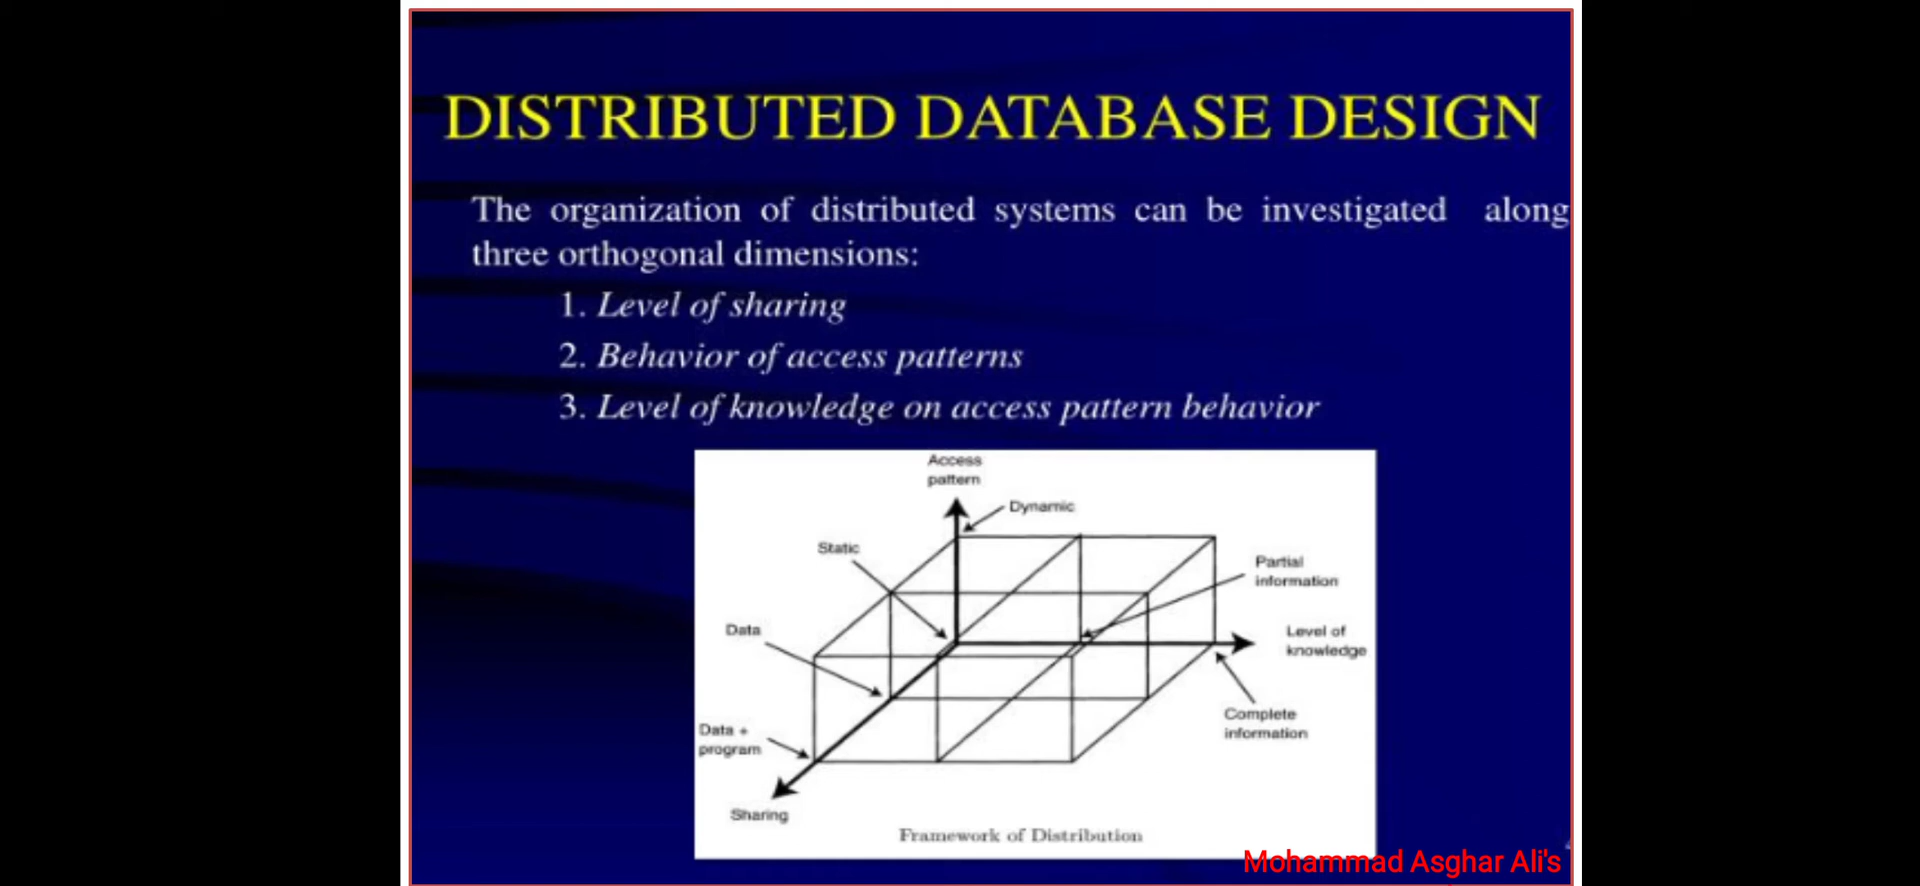 DISTRIBUTED DATABASE DESIGN
The organization of distributed systems can be investigated along
three orthogonal dimensions:
1. Level of sharing
2. Behavior of access patterns
3. Level of knowledge on access pattern behavior
Access
pattern
Dynamic
Static
Partial
information
Data
Level of
knowledge
Complete
information
Data +
program
Sharing
Framework of Distribution
Mohammad Asghar Ali's